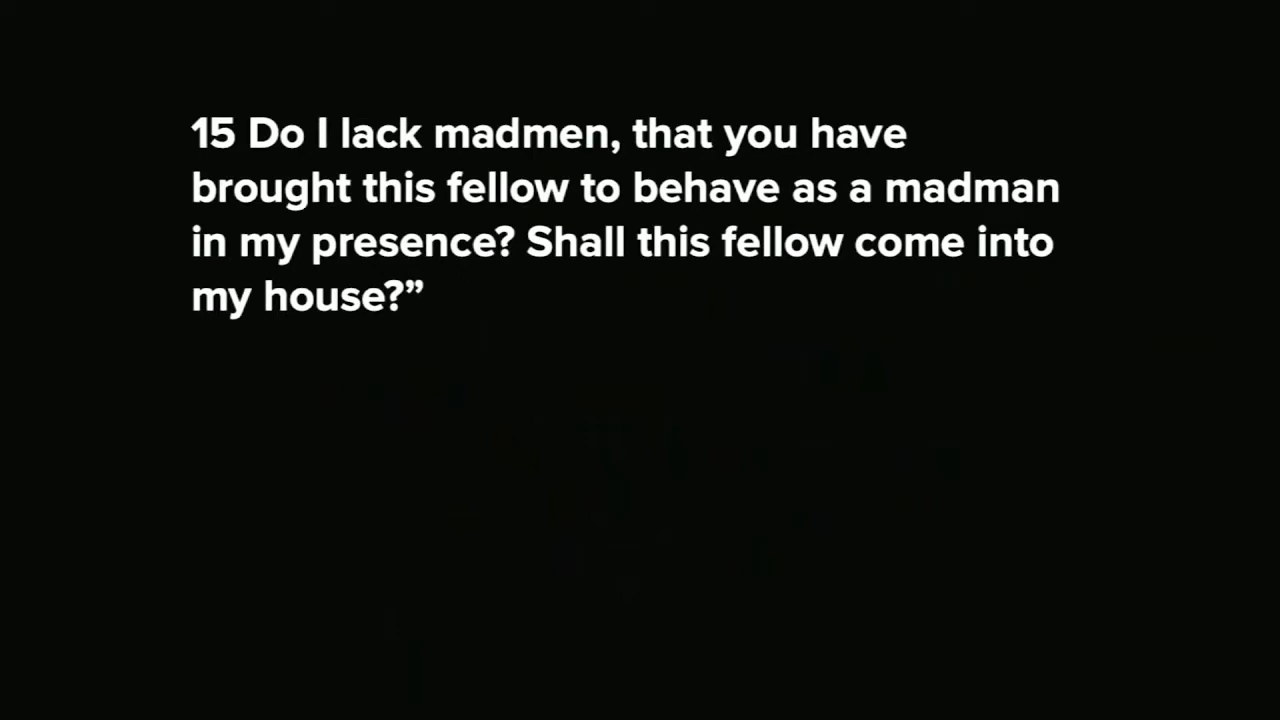 15 Do I lack madmen, that you have
brought this fellow to behave as a madman
in my presence? Shall this fellow come into
my house?”